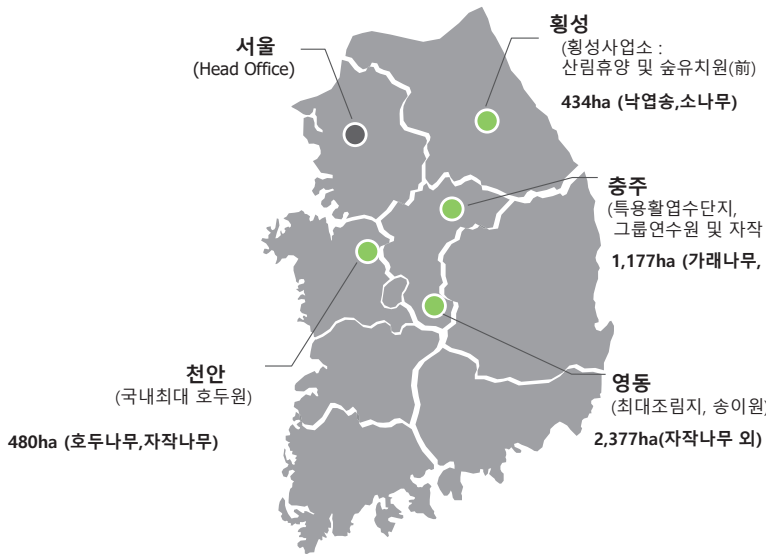 서울
(Head Office)
횡성
(횡성사업소 :
산림휴양 및 숲유치원(前)
434ha (낙엽송,소나무)
충주
(특용활엽수단지,
그룹연수원 및 자작
1,177ha (가래나무,
천안
(국내최대 호두원)
480ha (호두나무,자작나무)
영동
(최대조림지, 송이원)
2,377ha(자작나무 외)